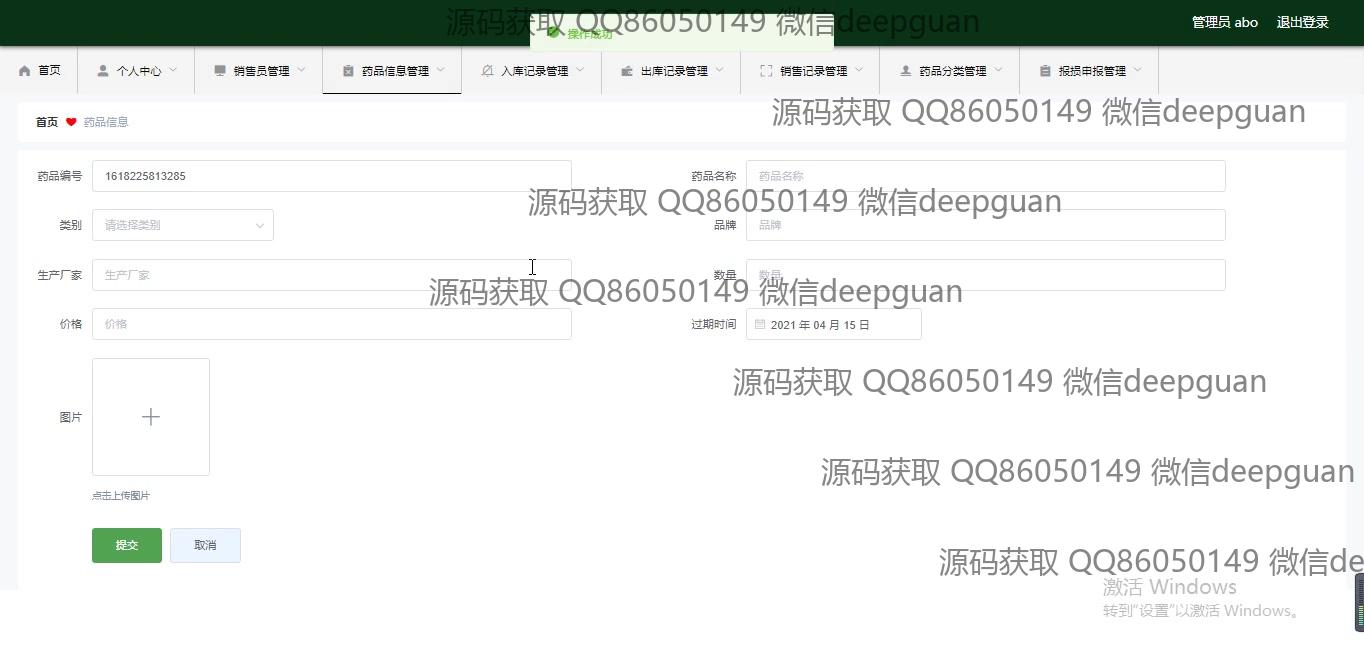 源码获取 QQ86050149 微信deepguan
操作成功
管理员 abo 退出登录
首页 个人中心 销售员管理 药品信息管理 入库记录管理 出库记录管理 销售记录管理 药品分类管理 报损申报管理
源码获取 QQ86050149 微信deepguan
首页 药品信息
药品编号 1618225813285 药品名称 药品名称
源码获取 QQ86050149 微信deepguan
类别 请选择类别 品牌 品牌
生产厂家 生产厂家 数量 数量
源码获取 QQ86050149 微信deepguan
价格 价格 过期时间 2021 年 04 月 15 日
源码获取 QQ86050149 微信deepguan
图片
源码获取 QQ86050149 微信deepguan
点击上传图片
提交 取消
源码获取 QQ86050149 微信de
激活 Windows
转到"设置"以激活 Windows。